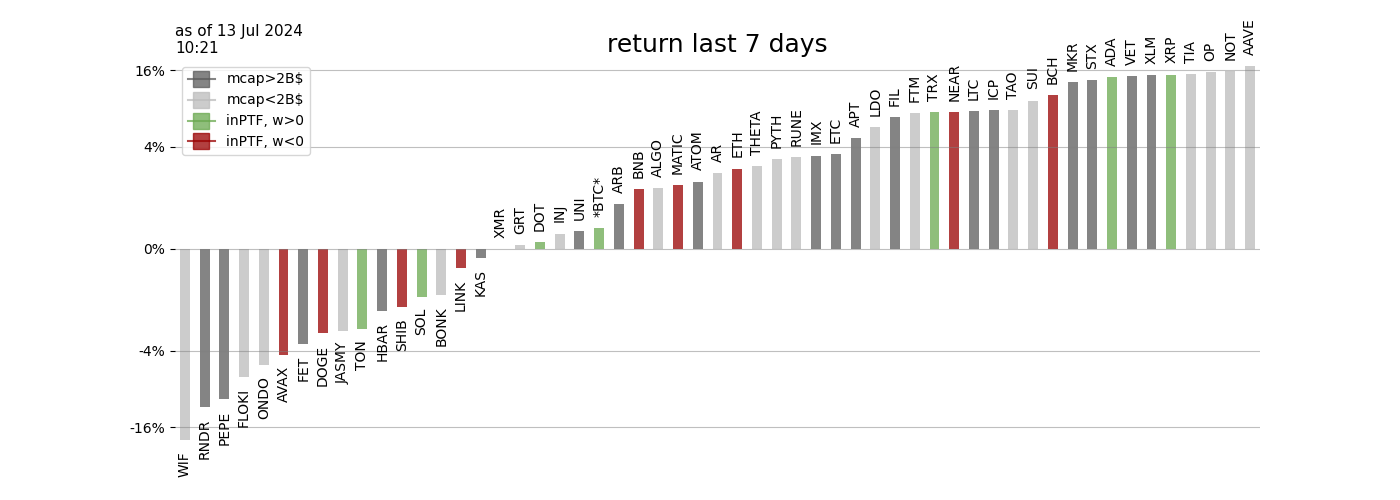 as of 13 Jul 2024
10:21
return last 7 days
mcap>2B$
mcap<2B$
inPTF, w>0
inPTF, w<0
16%
4%
0%
-4%
-16%
WIF
RNDR
PEPE
FLOKI
ONDO
AVAX
FET
DOGE
JASMY
TON
HBAR
SHIB
SOL
BONK
LINK
KAS
XMR
GRT
DOT
INJ
UNI
*BTC*
ARB
BNB
ALGO
MATIC
ATOM
AR
ETH
THETA
PYTH
RUNE
IMX
ETC
APT
LDO
FIL
FTM
TRX
NEAR
LTC
ICP
TAO
SUI
BCH
MKR
STX
ADA
VET
XLM
XRP
TIA
OP
NOT
AAVE